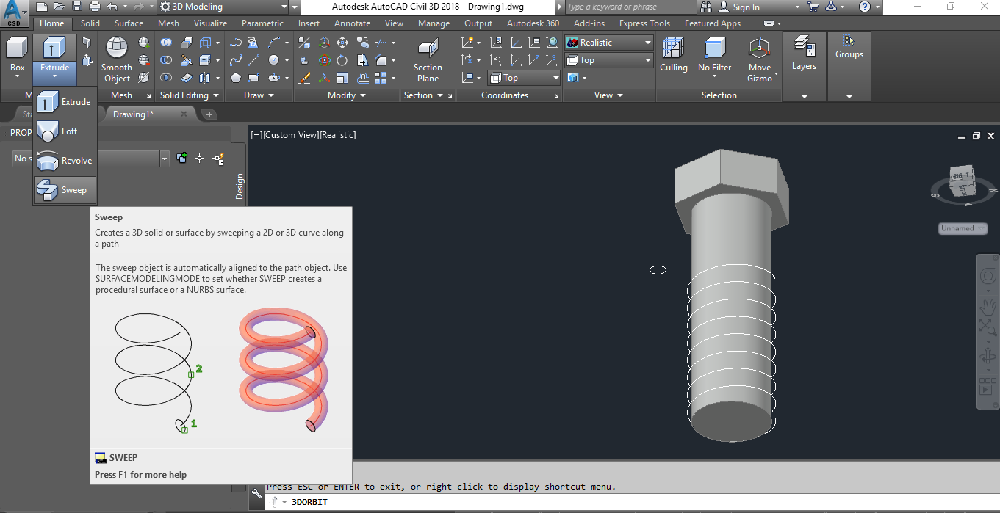 3D Modeling
Autodesk AutoCAD Civil 3D 2018 Drawing1.dwg
Type a keyword or phrase
Sign In
C3D
Home Solid Surface Mesh Visualize Parametric Insert Annotate View Manage Output Autodesk 360 Add-ins Express Tools Featured Apps
Box
Extrude
Smooth
Object
Section
Plane
Realistic
Top
Top
Culling
No Filter
Move
Gizmo
Layers
Groups
M
Mesh
Solid Editing
Draw
Modify
Section
Coordinates
View
Selection
Extrude
Loft
Revolve
Sweep
Sta
Drawing1*
PROP
No s
Design
[−][Custom View][Realistic]
RIGHT
S
Unnamed
Sweep
Creates a 3D solid or surface by sweeping a 2D or 3D curve along
a path
The sweep object is automatically aligned to the path object. Use
SURFACEMODELINGMODE to set whether SWEEP creates a
procedural surface or a NURBS surface.
2
1
SWEEP
Press F1 for more help
Press ESC or ENTER to exit, or right-click to display shortcut-menu.
3DORBIT